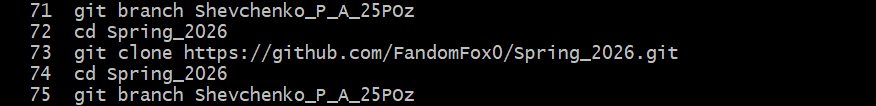 71 git branch Shevchenko_P_A_25POz
72 cd Spring_2026
73 git clone https://github.com/FandomFox0/Spring_2026.git
74 cd Spring_2026
75 git branch Shevchenko_P_A_25POz